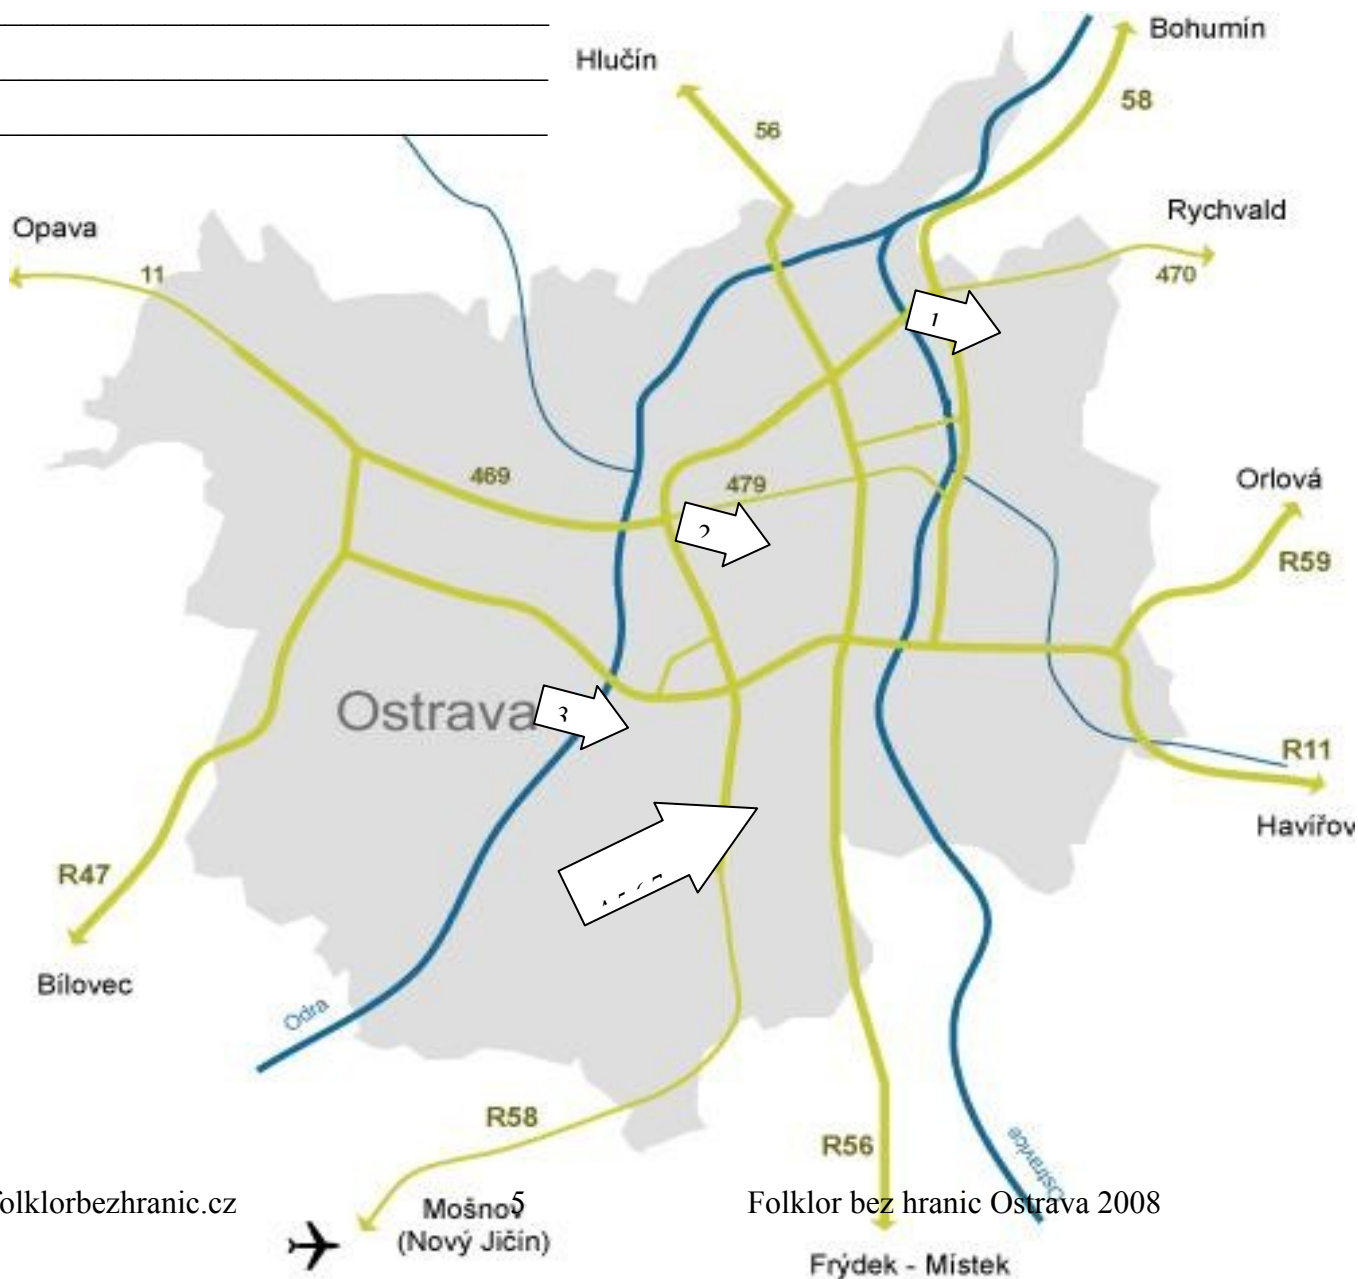 Bohumín
Hlučín
58
56
Rychvald
Opava
11
470
1
469
479
Orlová
2
R59
Ostrava
3
R11
Havířov
R47
Bílovec
Odra
R58
R56
Ostravice
folklorbezhranic.cz
5
Folklor bez hranic Ostrava 2008
Mošnov
(Nový Jičín)
Frýdek - Místek